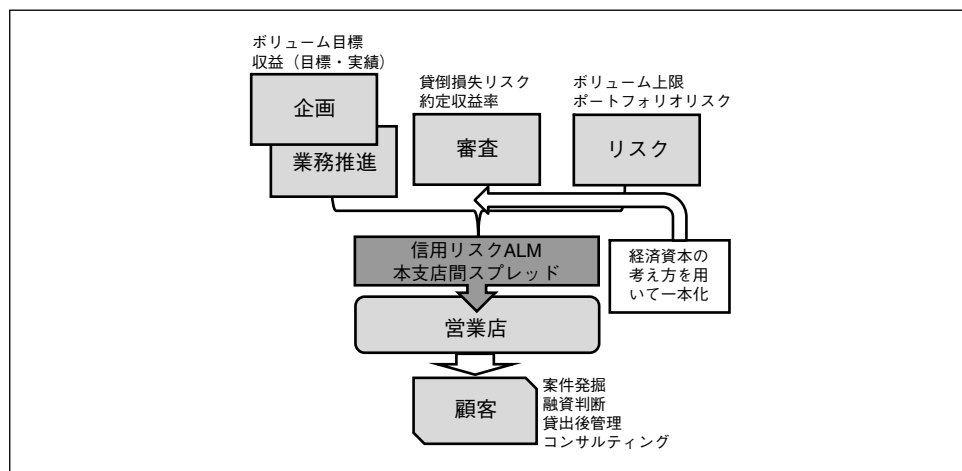 ボリューム目標
収益（目標・実績）
企画
業務推進
貸倒損失リスク
約定収益率
審査
ボリューム上限
ポートフォリオリスク
リスク
信用リスクALM
本支店間スプレッド
経済資本の
考え方を用
いて一本化
営業店
顧客
案件発掘
融資判断
貸出後管理
コンサルティング